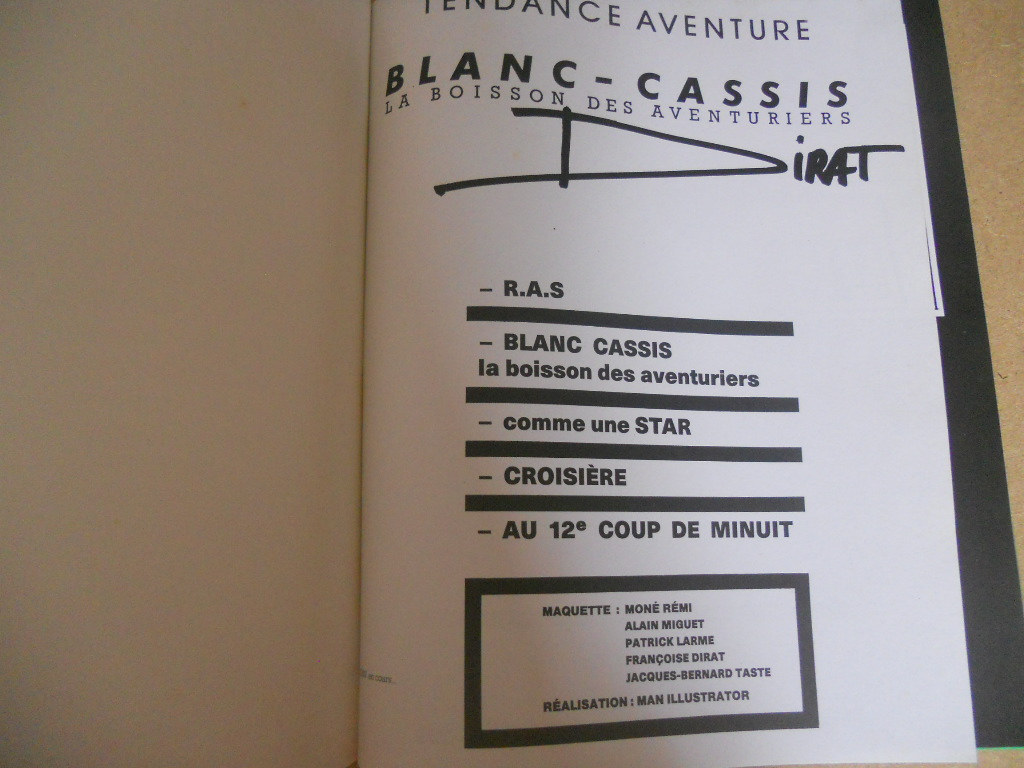 TENDANCE AVENTURE
BLANC-CASSIS
LA BOISSON DES AVENTURIERS
DIRAT
– R.A.S
– BLANC CASSIS
la boisson des aventuriers
– comme une STAR
– CROISIÈRE
– AU 12e COUP DE MINUIT
MAQUETTE : MONÉ RÉMI
ALAIN MIGUET
PATRICK LARME
FRANÇOISE DIRAT
JACQUES-BERNARD TASTE
RÉALISATION : MAN ILLUSTRATOR